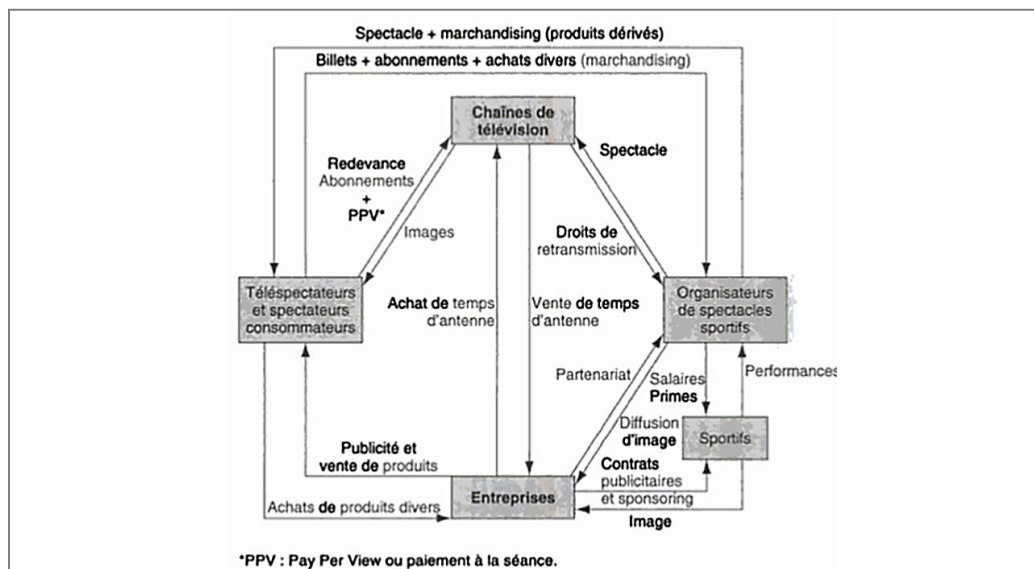 Spectacle + marchandising (produits dérivés)
Billets + abonnements + achats divers (marchandising)
Chaînes de
télévision
Spectacle
Redevance
Abonnements
+
PPV*
Images
Droits de
retransmission
Téléspectateurs
et spectateurs
consommateurs
Achat de temps
d'antenne
Vente de temps
d'antenne
Organisateurs
de spectacles
sportifs
Partenariat
Salaires
Primes
Performances
Diffusion
d'image
Sportifs
Publicité et
vente de produits
Contrats
publicitaires
et sponsoring
Entreprises
Achats de produits divers
Image
*PPV : Pay Per View ou paiement à la séance.